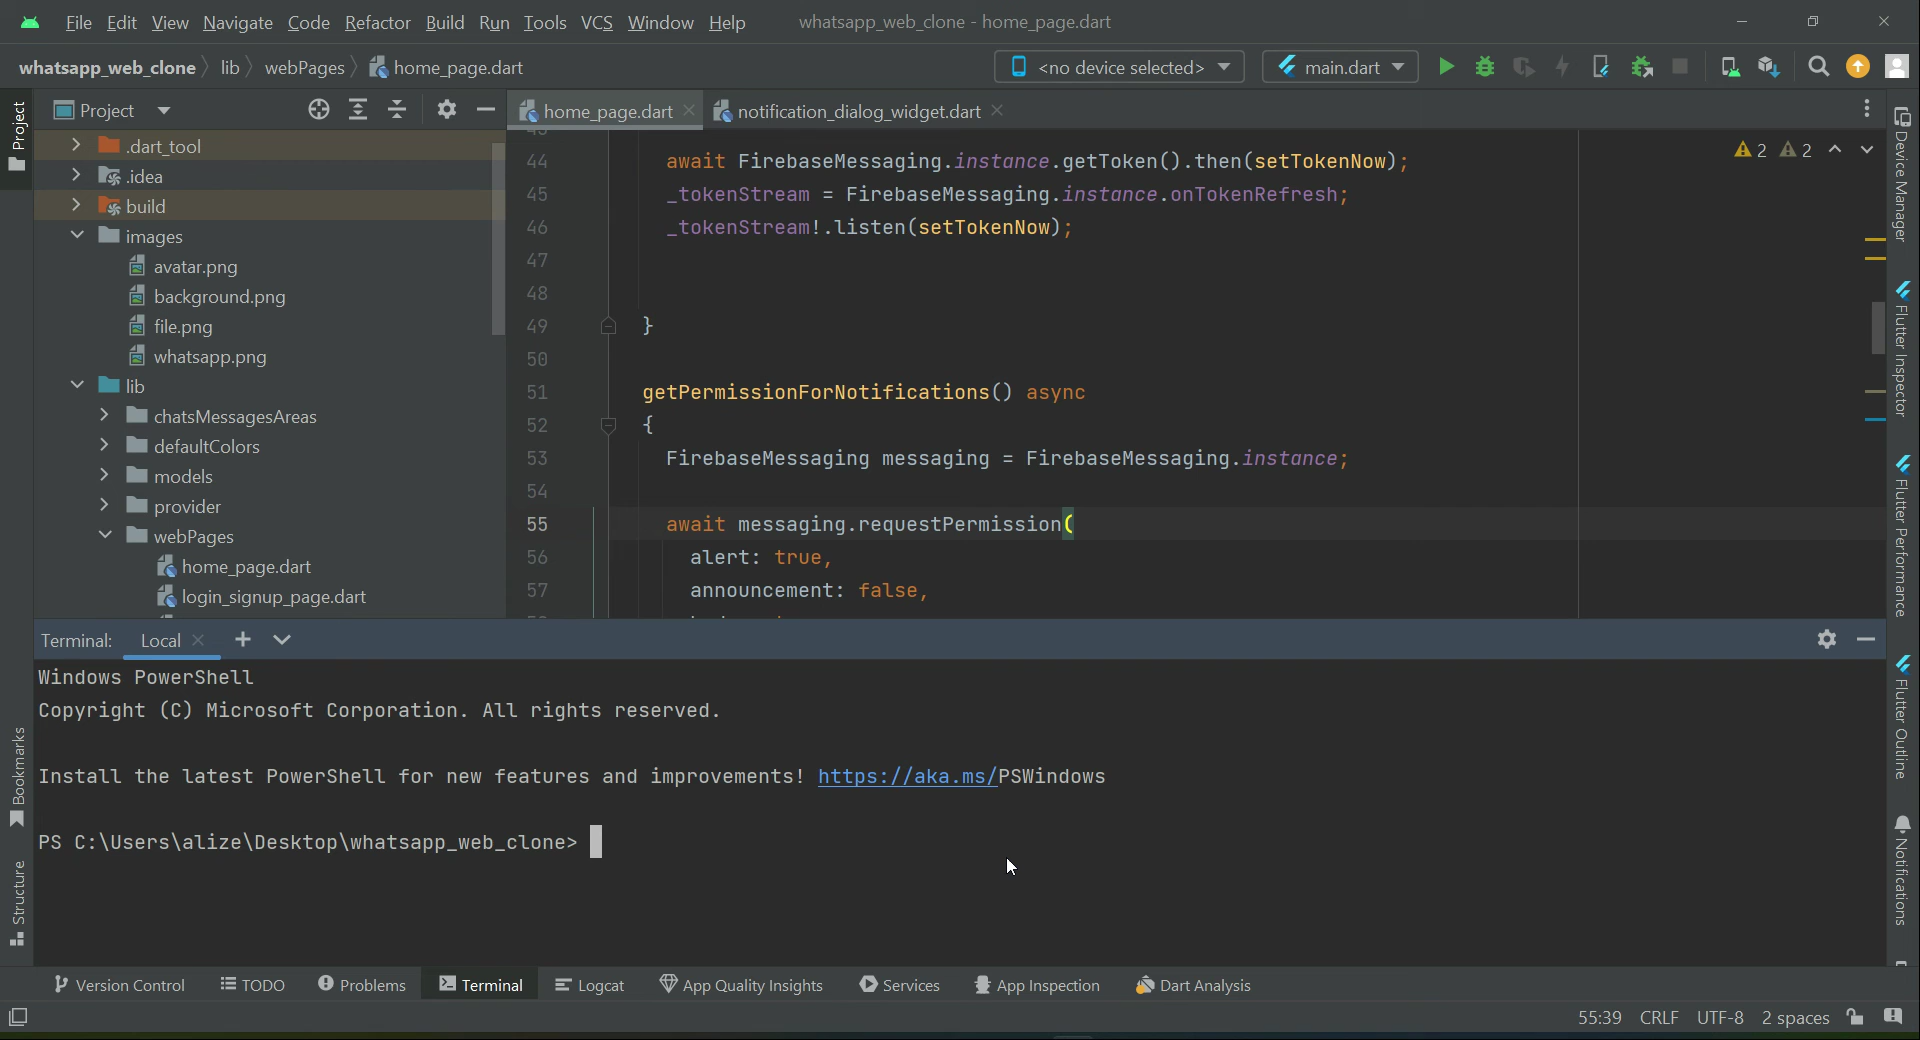 File Edit View Navigate Code Refactor Build Run Tools VCS Window Help whatsapp_web_clone - home_page.dart
whatsapp_web_clone lib webPages home_page.dart <no device selected> main.dart
Project home_page.dart notification_dialog_widget.dart
Project
.dart_tool
.idea
build
images
avatar.png
background.png
file.png
whatsapp.png
lib
chatsMessagesAreas
defaultColors
models
provider
webPages
home_page.dart
login_signup_page.dart
2 2
44 await FirebaseMessaging.instance.getToken().then(setTokenNow);
45 _tokenStream = FirebaseMessaging.instance.onTokenRefresh;
46 _tokenStream!.listen(setTokenNow);
47
48
49 }
50
51 getPermissionForNotifications() async
52 {
53 FirebaseMessaging messaging = FirebaseMessaging.instance;
54
55 await messaging.requestPermission(
56 alert: true,
57 announcement: false,
Device Manager
Flutter Inspector
Flutter Performance
Flutter Outline
Notifications
Terminal: Local
Windows PowerShell
Copyright (C) Microsoft Corporation. All rights reserved.
Install the latest PowerShell for new features and improvements! https://aka.ms/PSWindows
PS C:\Users\alize\Desktop\whatsapp_web_clone>
Bookmarks
Structure
Version Control TODO Problems Terminal Logcat App Quality Insights Services App Inspection Dart Analysis
55:39 CRLF UTF-8 2 spaces